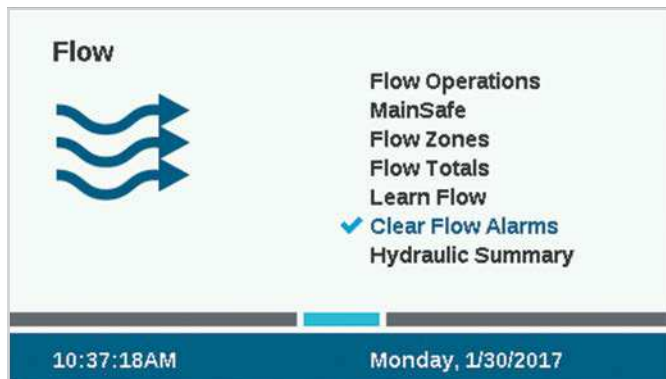 Flow
Flow Operations
MainSafe
Flow Zones
Flow Totals
Learn Flow
Clear Flow Alarms
Hydraulic Summary
10:37:18AM
Monday, 1/30/2017